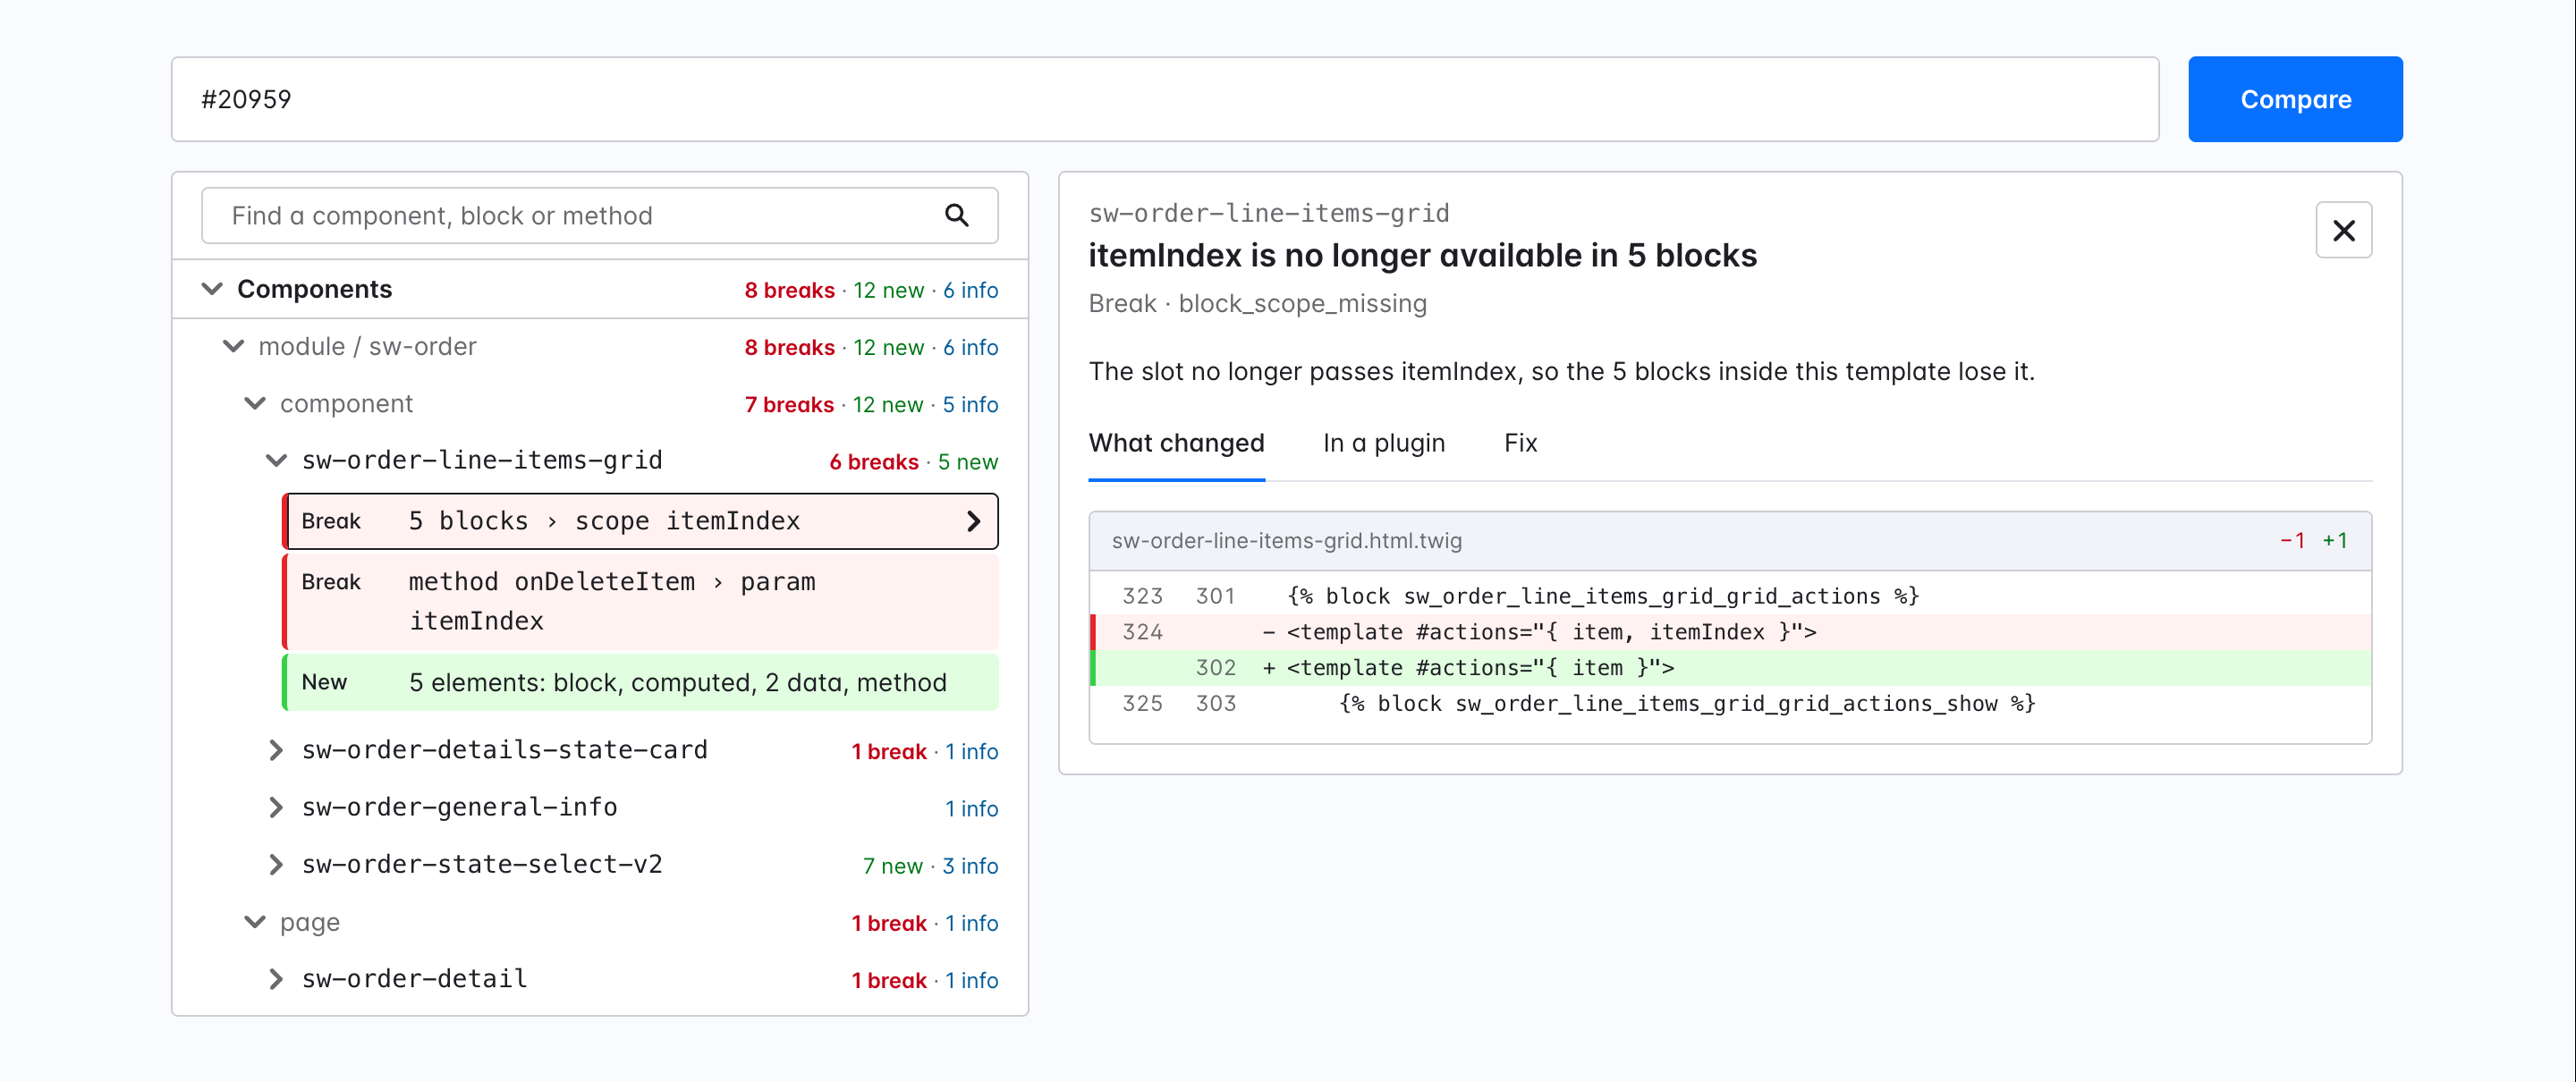 #20959
Compare
Find a component, block or method
Components
8 breaks · 12 new · 6 info
module / sw-order
8 breaks · 12 new · 6 info
component
7 breaks · 12 new · 5 info
sw-order-line-items-grid
6 breaks · 5 new
Break 5 blocks › scope itemIndex
Break method onDeleteItem › param
itemIndex
New 5 elements: block, computed, 2 data, method
sw-order-details-state-card
1 break · 1 info
sw-order-general-info
1 info
sw-order-state-select-v2
7 new · 3 info
page
1 break · 1 info
sw-order-detail
1 break · 1 info
sw-order-line-items-grid
itemIndex is no longer available in 5 blocks
Break · block_scope_missing
The slot no longer passes itemIndex, so the 5 blocks inside this template lose it.
What changed In a plugin Fix
sw-order-line-items-grid.html.twig −1 +1
323 301 {% block sw_order_line_items_grid_grid_actions %}
324 − <template #actions="{ item, itemIndex }">
302 + <template #actions="{ item }">
325 303 {% block sw_order_line_items_grid_grid_actions_show %}